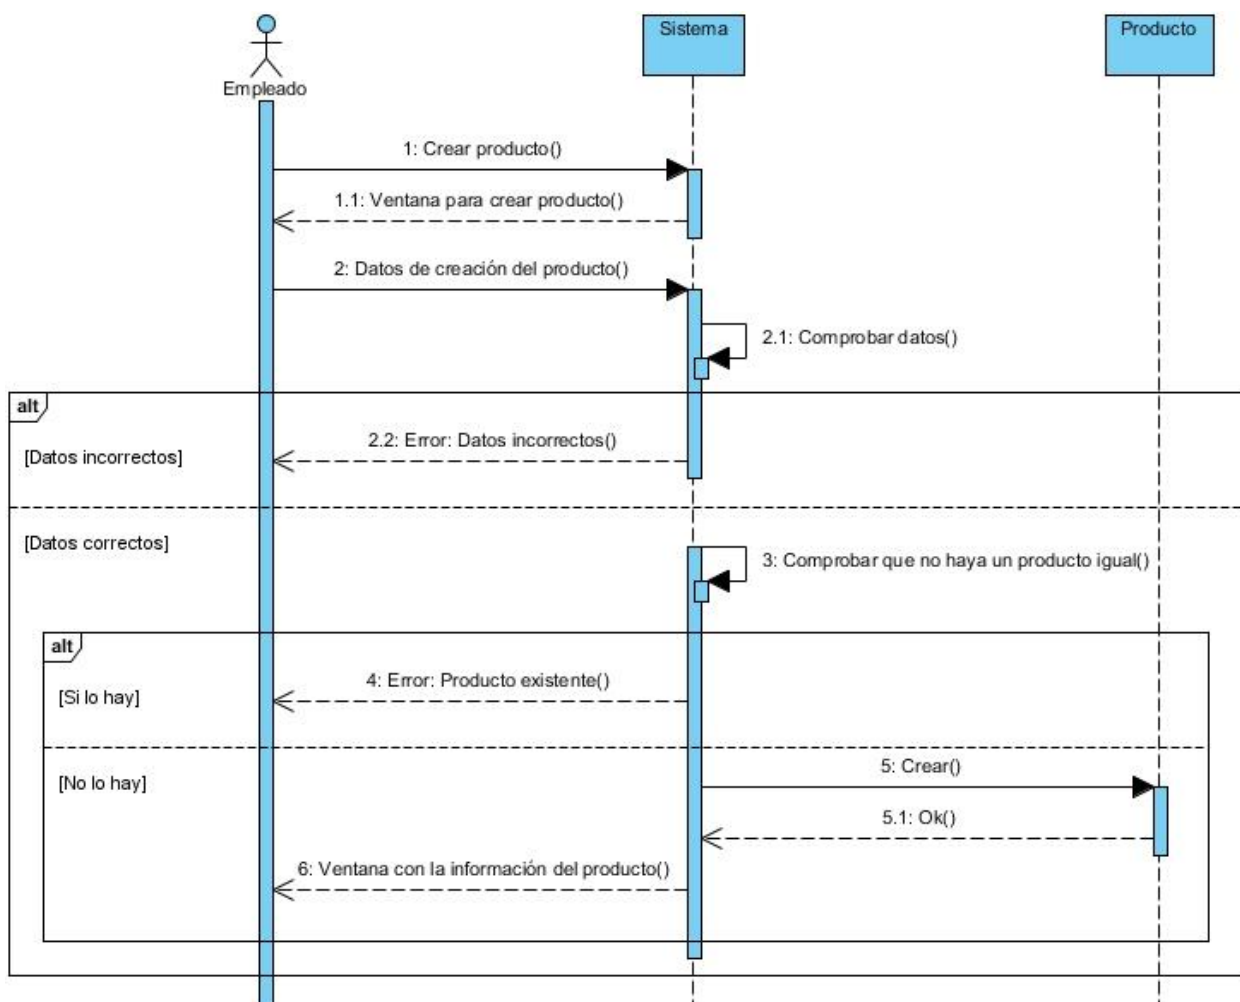 Sistema
Producto
Empleado
1: Crear producto()
1.1: Ventana para crear producto()
2: Datos de creación del producto()
2.1: Comprobar datos()
alt
2.2: Error: Datos incorrectos()
[Datos incorrectos]
[Datos correctos]
3: Comprobar que no haya un producto igual()
alt
4: Error: Producto existente()
[Si lo hay]
5: Crear()
[No lo hay]
5.1: Ok()
6: Ventana con la información del producto()